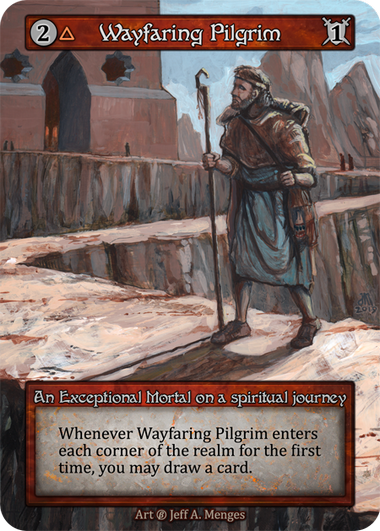 2 Wayfaring Pilgrim 1
An Exceptional Mortal on a spiritual journey
Whenever Wayfaring Pilgrim enters
each corner of the realm for the first
time, you may draw a card.
Art @ Jeff A. Menges